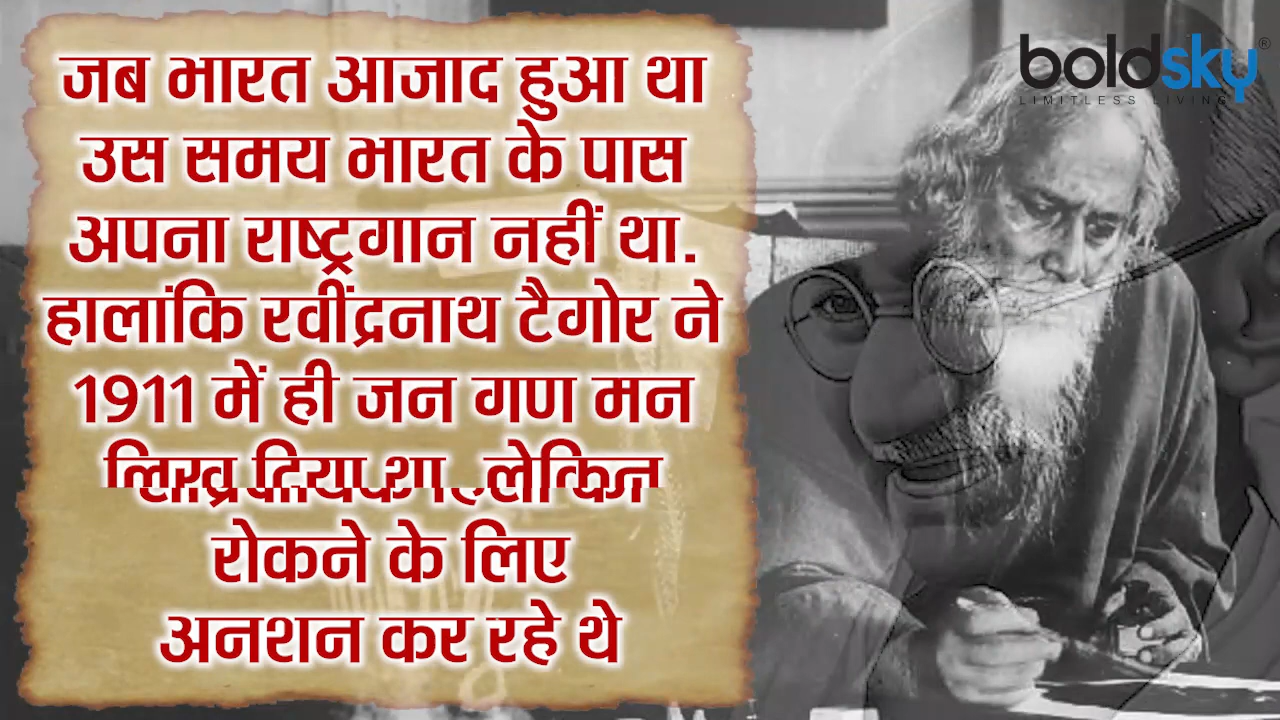 जब भारत आजाद हुआ था
उस समय भारत के पास
अपना राष्ट्रगान नहीं था.
हालांकि रवींद्रनाथ टैगोर ने
1911 में ही जन गण मन
रोकने के लिए
अनशन कर रहे थे
boldsky®
LIMITLESS LIVING